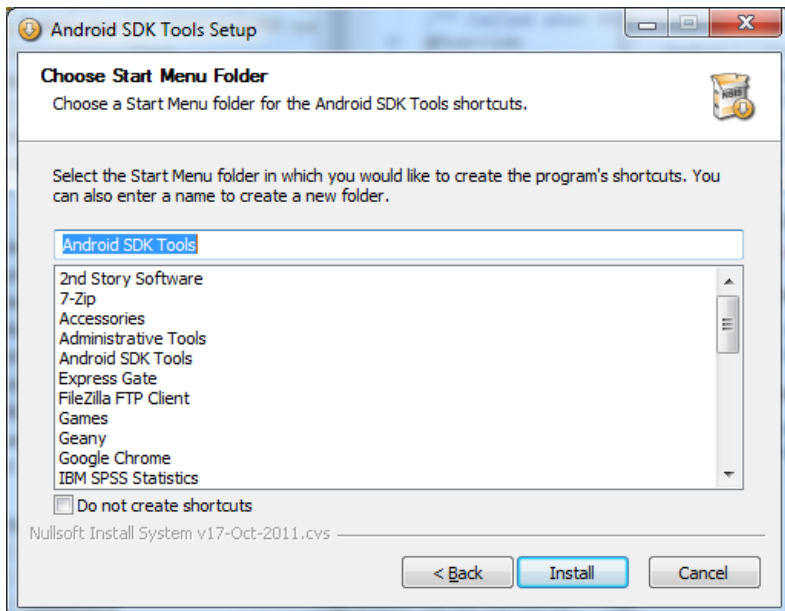 Android SDK Tools Setup
Choose Start Menu Folder
Choose a Start Menu folder for the Android SDK Tools shortcuts.
NSIS
Select the Start Menu folder in which you would like to create the program's shortcuts. You
can also enter a name to create a new folder.
Android SDK Tools
2nd Story Software
7-Zip
Accessories
Administrative Tools
Android SDK Tools
Express Gate
FileZilla FTP Client
Games
Geany
Google Chrome
IBM SPSS Statistics
Do not create shortcuts
Nullsoft Install System v17-Oct-2011.cvs
< Back
Install
Cancel